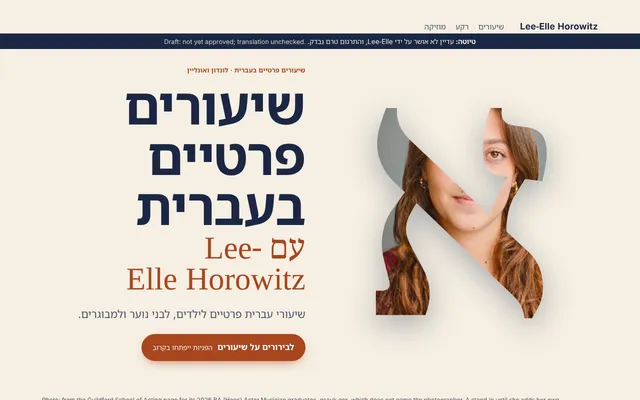 Lee-Elle Horowitz שיעורים רקע מוזיקה
טיוטה: עדיין לא אושר על ידי Lee-Elle, והתרגום טרם נבדק. Draft: not yet approved; translation unchecked.
שיעורים פרטיים בעברית · לונדון ואונליין
שיעורים
פרטיים
בעברית
עם Lee-
Elle Horowitz
שיעורי עברית פרטיים לילדים, לבני נוער ולמבוגרים.
לבירורים על שיעורים הפניות ייפתחו בקרוב